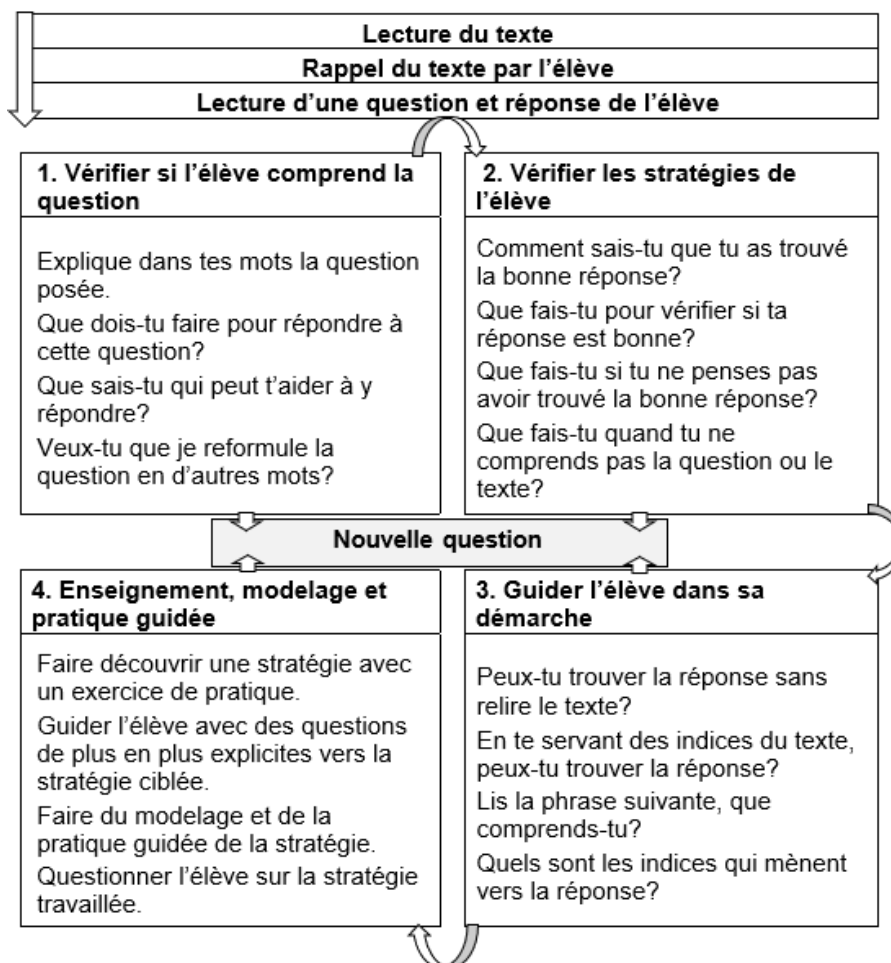 Lecture du texte
Rappel du texte par l'élève
Lecture d'une question et réponse de l'élève
1. Vérifier si l'élève comprend la
question
Explique dans tes mots la question
posée.
Que dois-tu faire pour répondre à
cette question?
Que sais-tu qui peut t'aider à y
répondre?
Veux-tu que je reformule la
question en d'autres mots?
2. Vérifier les stratégies de
l'élève
Comment sais-tu que tu as trouvé
la bonne réponse?
Que fais-tu pour vérifier si ta
réponse est bonne?
Que fais-tu si tu ne penses pas
avoir trouvé la bonne réponse?
Que fais-tu quand tu ne
comprends pas la question ou le
texte?
Nouvelle question
4. Enseignement, modelage et
pratique guidée
Faire découvrir une stratégie avec
un exercice de pratique.
Guider l'élève avec des questions
de plus en plus explicites vers la
stratégie ciblée.
Faire du modelage et de la
pratique guidée de la stratégie.
Questionner l'élève sur la stratégie
travaillée.
3. Guider l'élève dans sa
démarche
Peux-tu trouver la réponse sans
relire le texte?
En te servant des indices du texte,
peux-tu trouver la réponse?
Lis la phrase suivante, que
comprends-tu?
Quels sont les indices qui mènent
vers la réponse?